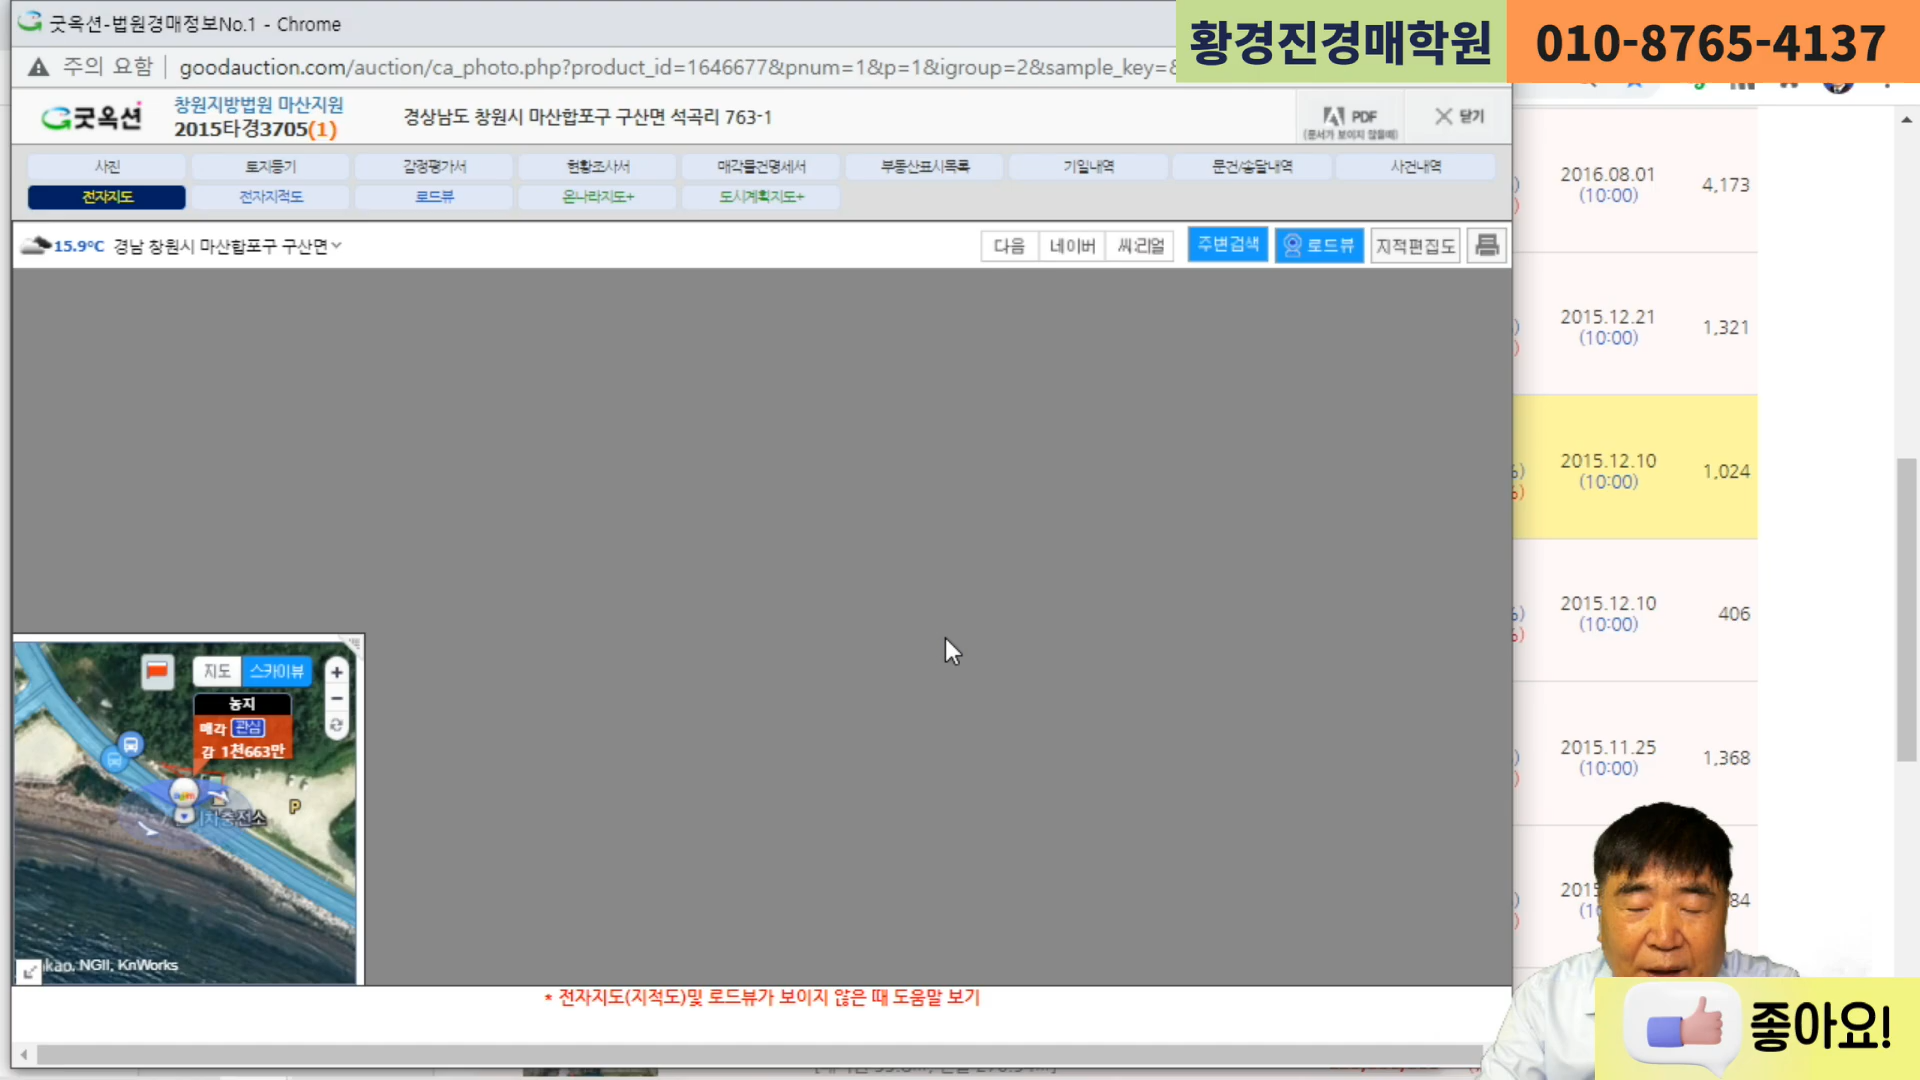 굿옥션-법원경매정보No.1 - Chrome
황경진경매학원
010-8765-4137
주의 요함
goodauction.com/auction/ca_photo.php?product_id=1646677&pnum=1&p=1&igroup=2&sample_key=
굿옥션
창원지방법원 마산지원
2015타경3705(1)
경상남도 창원시 마산합포구 구산면 석곡리 763-1
PDF
(문서가 보이지 않을때)
닫기
사진 토지등기 감정평가서 현황조사서 매각물건명세서 부동산표시목록 기일내역 문건/송달내역 사건내역
전자지도 전자지적도 로드뷰 온나라지도+ 도시계획지도+
15.9℃ 경남 창원시 마산합포구 구산면
다음 네이버 씨:리얼 주변검색 로드뷰 지적편집도
2016.08.01
(10:00)
4,173
2015.12.21
(10:00)
1,321
2015.12.10
(10:00)
1,024
2015.12.10
(10:00)
406
2015.11.25
(10:00)
1,368
지도 스카이뷰
농지
매각 관심
감 1천663만
P
NGII, KnWorks
* 전자지도(지적도)및 로드뷰가 보이지 않은 때 도움말 보기
좋아요!